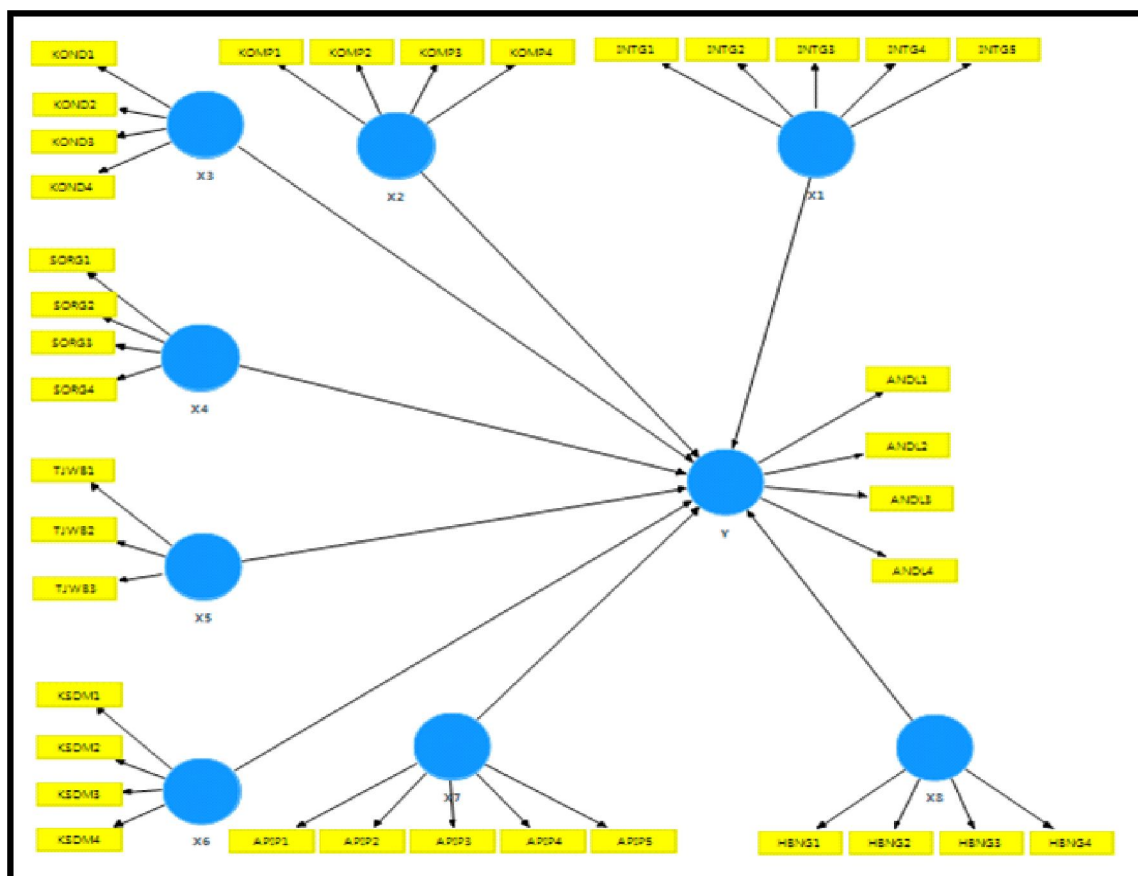 KOND1
KOND2
KOND3
KOND4
X3
KOMP1 KOMP2 KOMP3 KOMP4
X2
INTG1 INTG2 INTG3 INTG4 INTG5
X1
SORG1
SORG2
SORG3
SORG4
X4
TJWB1
TJWB2
TJWB3
X5
ANDL1
ANDL2
ANDL3
ANDL4
Y
KSDM1
KSDM2
KSDM3
KSDM4
X6
X7
APIP1 APIP2 APIP3 APIP4 APIP5
X8
HBNG1 HBNG2 HBNG3 HBNG4